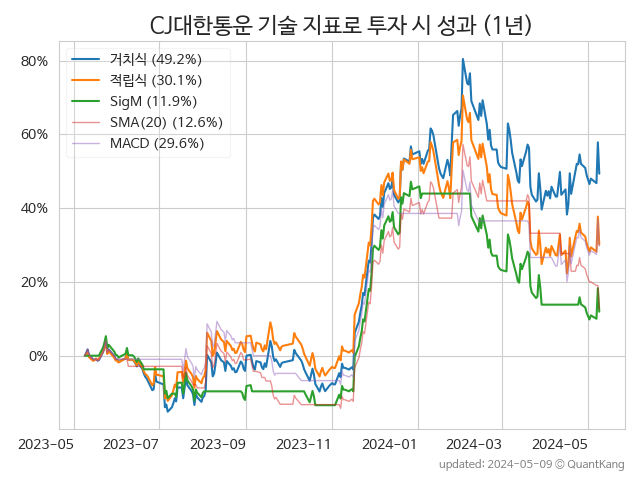 CJ대한통운 기술 지표로 투자 시 성과 (1년)
80%
60%
40%
20%
0%
거치식 (49.2%)
적립식 (30.1%)
SigM (11.9%)
SMA(20) (12.6%)
MACD (29.6%)
2023-05 2023-07 2023-09 2023-11 2024-01 2024-03 2024-05
updated: 2024-05-09 © QuantKang